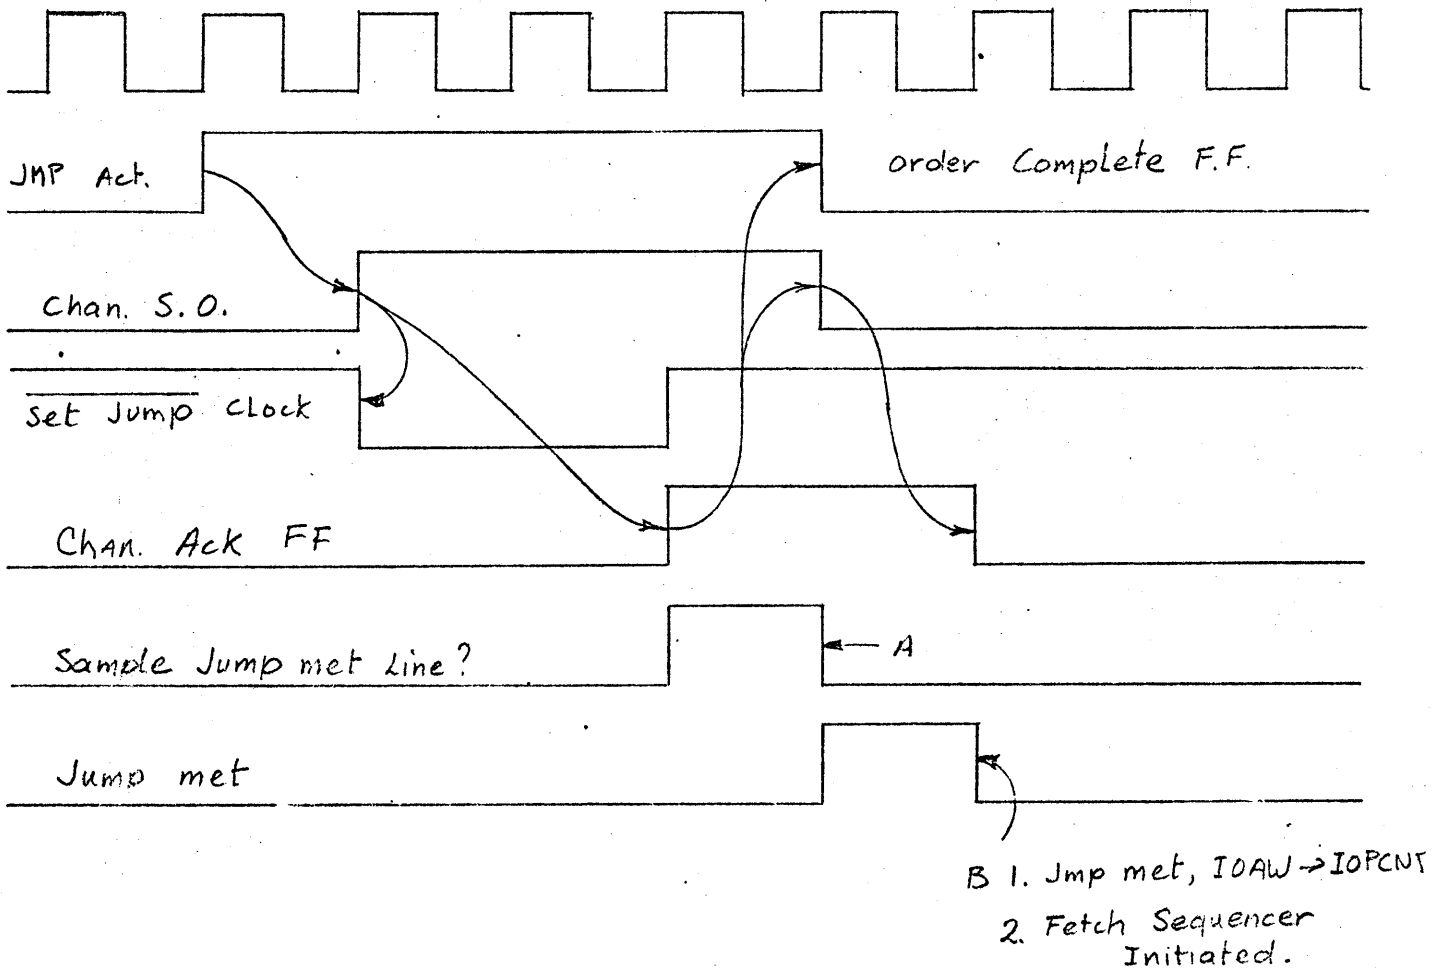 JMP Act.
Order Complete F.F.
Chan. S.O.
Set Jump Clock
Chan. Ack FF
Sample Jump met Line?
A
Jump met
B 1. Jmp met, IOAW→IOPCNT
2. Fetch Sequencer
Initiated.